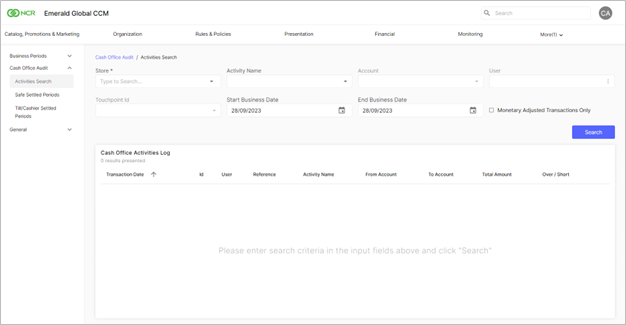 NCR Emerald Global CCM Search CA
Catalog, Promotions & Marketing Organization Rules & Policies Presentation Financial Monitoring More(1)
Business Periods
Cash Office Audit
Activities Search
Safe Settled Periods
Till/Cashier Settled
Periods
General
Cash Office Audit / Activities Search
Store * Activity Name Account User
Type to Search...
Touchpoint Id Start Business Date End Business Date
28/09/2023 28/09/2023 Monetary Adjusted Transactions Only
Search
Cash Office Activities Log
0 results presented
Transaction Date Id User Reference Activity Name From Account To Account Total Amount Over / Short
Please enter search criteria in the input fields above and click "Search"